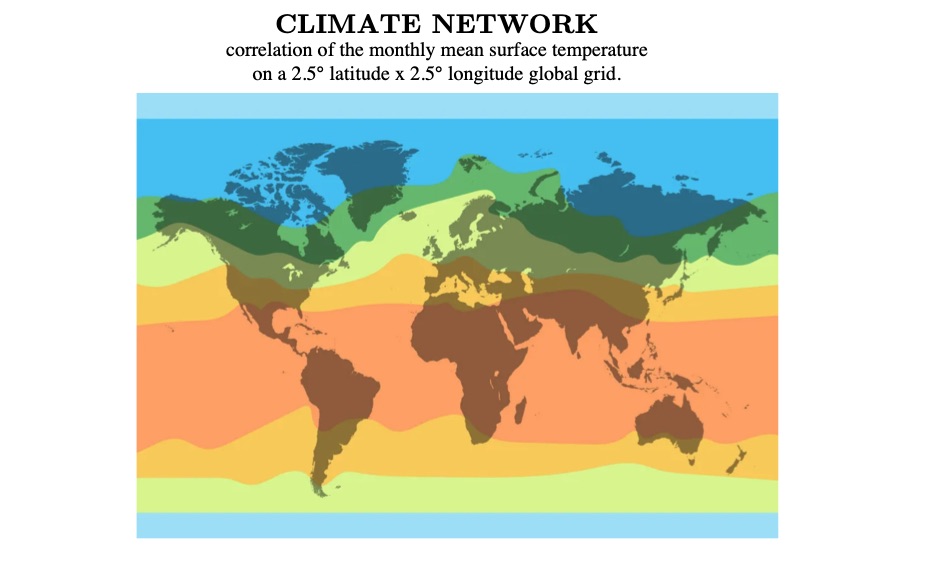 CLIMATE NETWORK
correlation of the monthly mean surface temperature
on a 2.5° latitude x 2.5° longitude global grid.